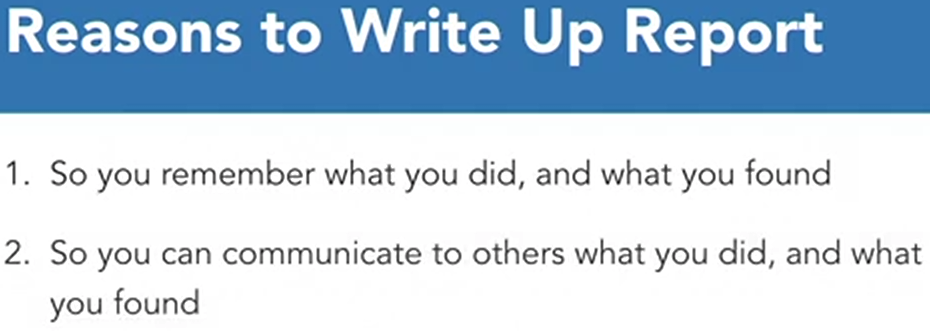 Reasons to Write Up Report
1. So you remember what you did, and what you found
2. So you can communicate to others what you did, and what
you found